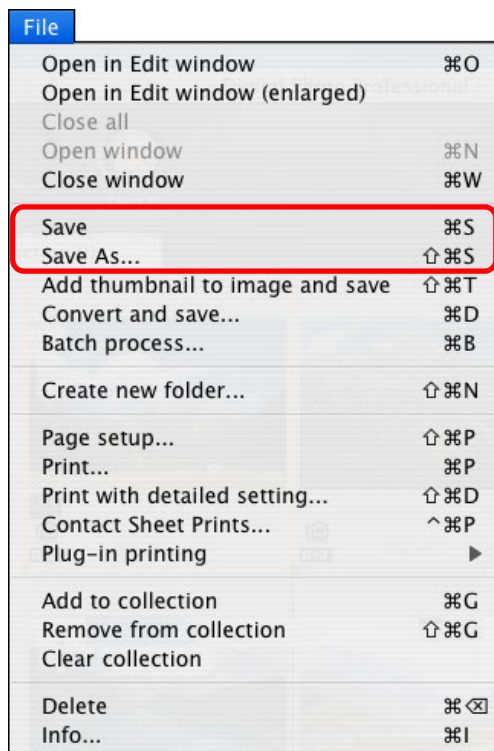 File
Open in Edit window ⌘O
Open in Edit window (enlarged)
Close all
Open window ⌘N
Close window ⌘W
Save ⌘S
Save As... ⇧⌘S
Add thumbnail to image and save ⇧⌘T
Convert and save... ⌘D
Batch process... ⌘B
Create new folder... ⇧⌘N
Page setup... ⇧⌘P
Print... ⌘P
Print with detailed setting... ⇧⌘D
Contact Sheet Prints... ^⌘P
Plug-in printing ▶
Add to collection ⌘G
Remove from collection ⇧⌘G
Clear collection
Delete ⌘⌫
Info... ⌘I